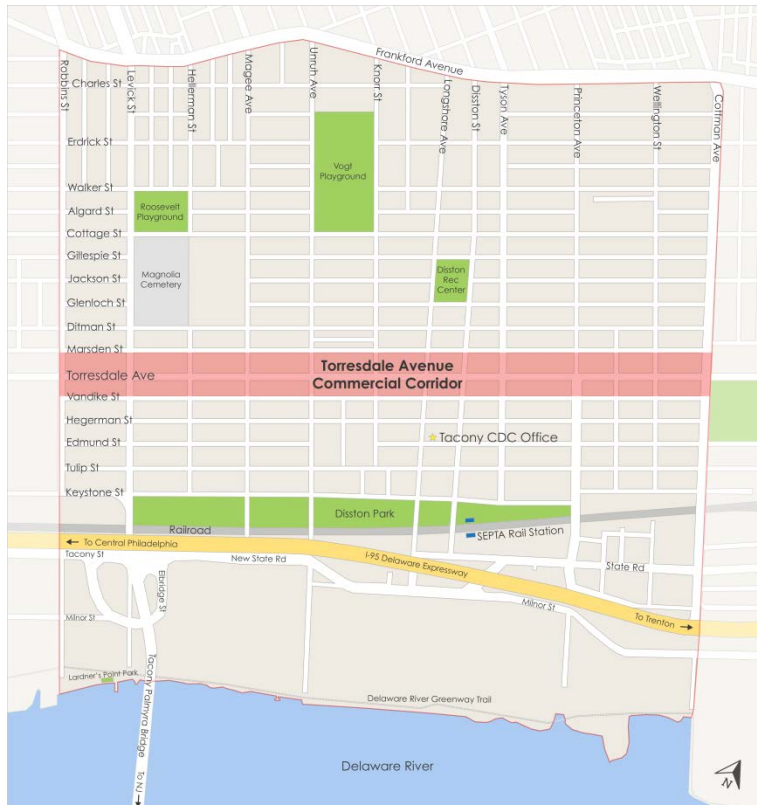 Frankford Avenue
Robbins St
Levick St
Hellerman St
Magee Ave
Unruh Ave
Knorr St
Longshore Ave
Disston St
Tyson Ave
Princeton Ave
Wellington St
Cottman Ave
Charles St
Erdrick St
Walker St
Algard St
Cottage St
Gillespie St
Jackson St
Glenloch St
Ditman St
Marsden St
Torresdale Ave
Vandike St
Hegerman St
Edmund St
Tulip St
Keystone St
Vogt
Playground
Roosevelt
Playground
Magnolia
Cemetery
Disston
Rec
Center
Torresdale Avenue
Commercial Corridor
Tacony CDC Office
Disston Park
Railroad
SEPTA Rail Station
To Central Philadelphia
I-95 Delaware Expressway
To Trenton
Tacony St
New State Rd
State Rd
Elbridge St
Milnor St
Milnor St
Lardner's Point Park
Tacony Palmyra Bridge
To NJ
Delaware River Greenway Trail
Delaware River
N